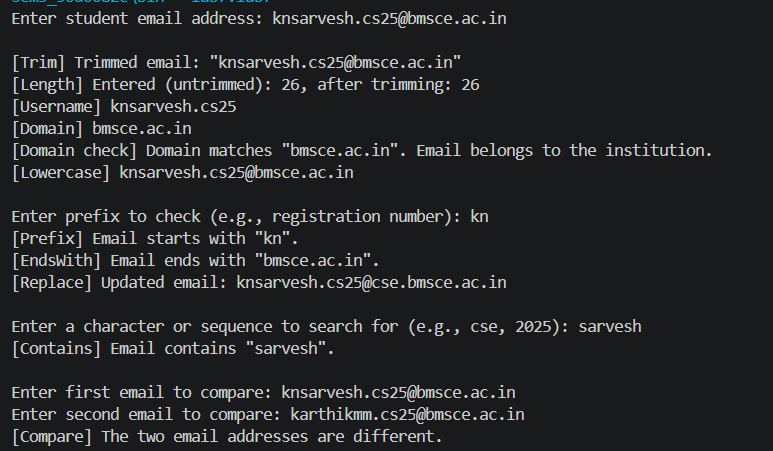 Enter student email address: knsarvesh.cs25@bmsce.ac.in
[Trim] Trimmed email: "knsarvesh.cs25@bmsce.ac.in"
[Length] Entered (untrimmed): 26, after trimming: 26
[Username] knsarvesh.cs25
[Domain] bmsce.ac.in
[Domain check] Domain matches "bmsce.ac.in". Email belongs to the institution.
[Lowercase] knsarvesh.cs25@bmsce.ac.in
Enter prefix to check (e.g., registration number): kn
[Prefix] Email starts with "kn".
[EndsWith] Email ends with "bmsce.ac.in".
[Replace] Updated email: knsarvesh.cs25@cse.bmsce.ac.in
Enter a character or sequence to search for (e.g., cse, 2025): sarvesh
[Contains] Email contains "sarvesh".
Enter first email to compare: knsarvesh.cs25@bmsce.ac.in
Enter second email to compare: karthikmm.cs25@bmsce.ac.in
[Compare] The two email addresses are different.